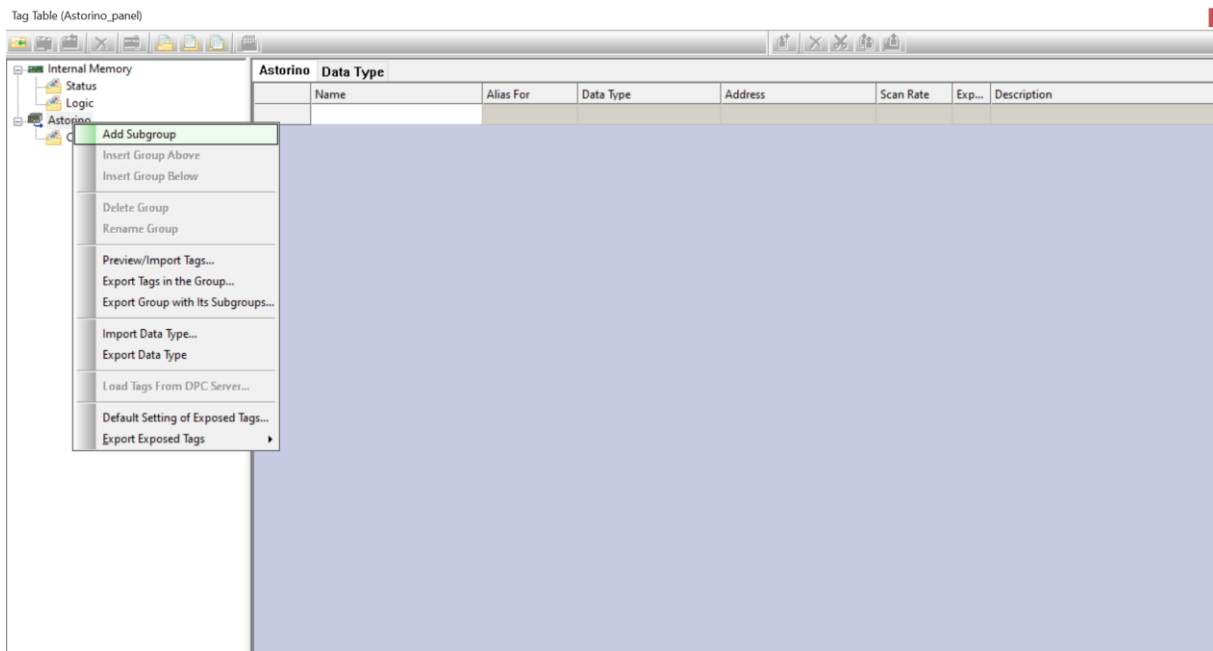 Tag Table (Astorino_panel)
Internal Memory
Status
Logic
Astorino
Astorino Data Type
Name Alias For Data Type Address Scan Rate Exp... Description
Add Subgroup
Insert Group Above
Insert Group Below
Delete Group
Rename Group
Preview/Import Tags...
Export Tags in the Group...
Export Group with Its Subgroups...
Import Data Type...
Export Data Type
Load Tags From OPC Server...
Default Setting of Exposed Tags...
Export Exposed Tags